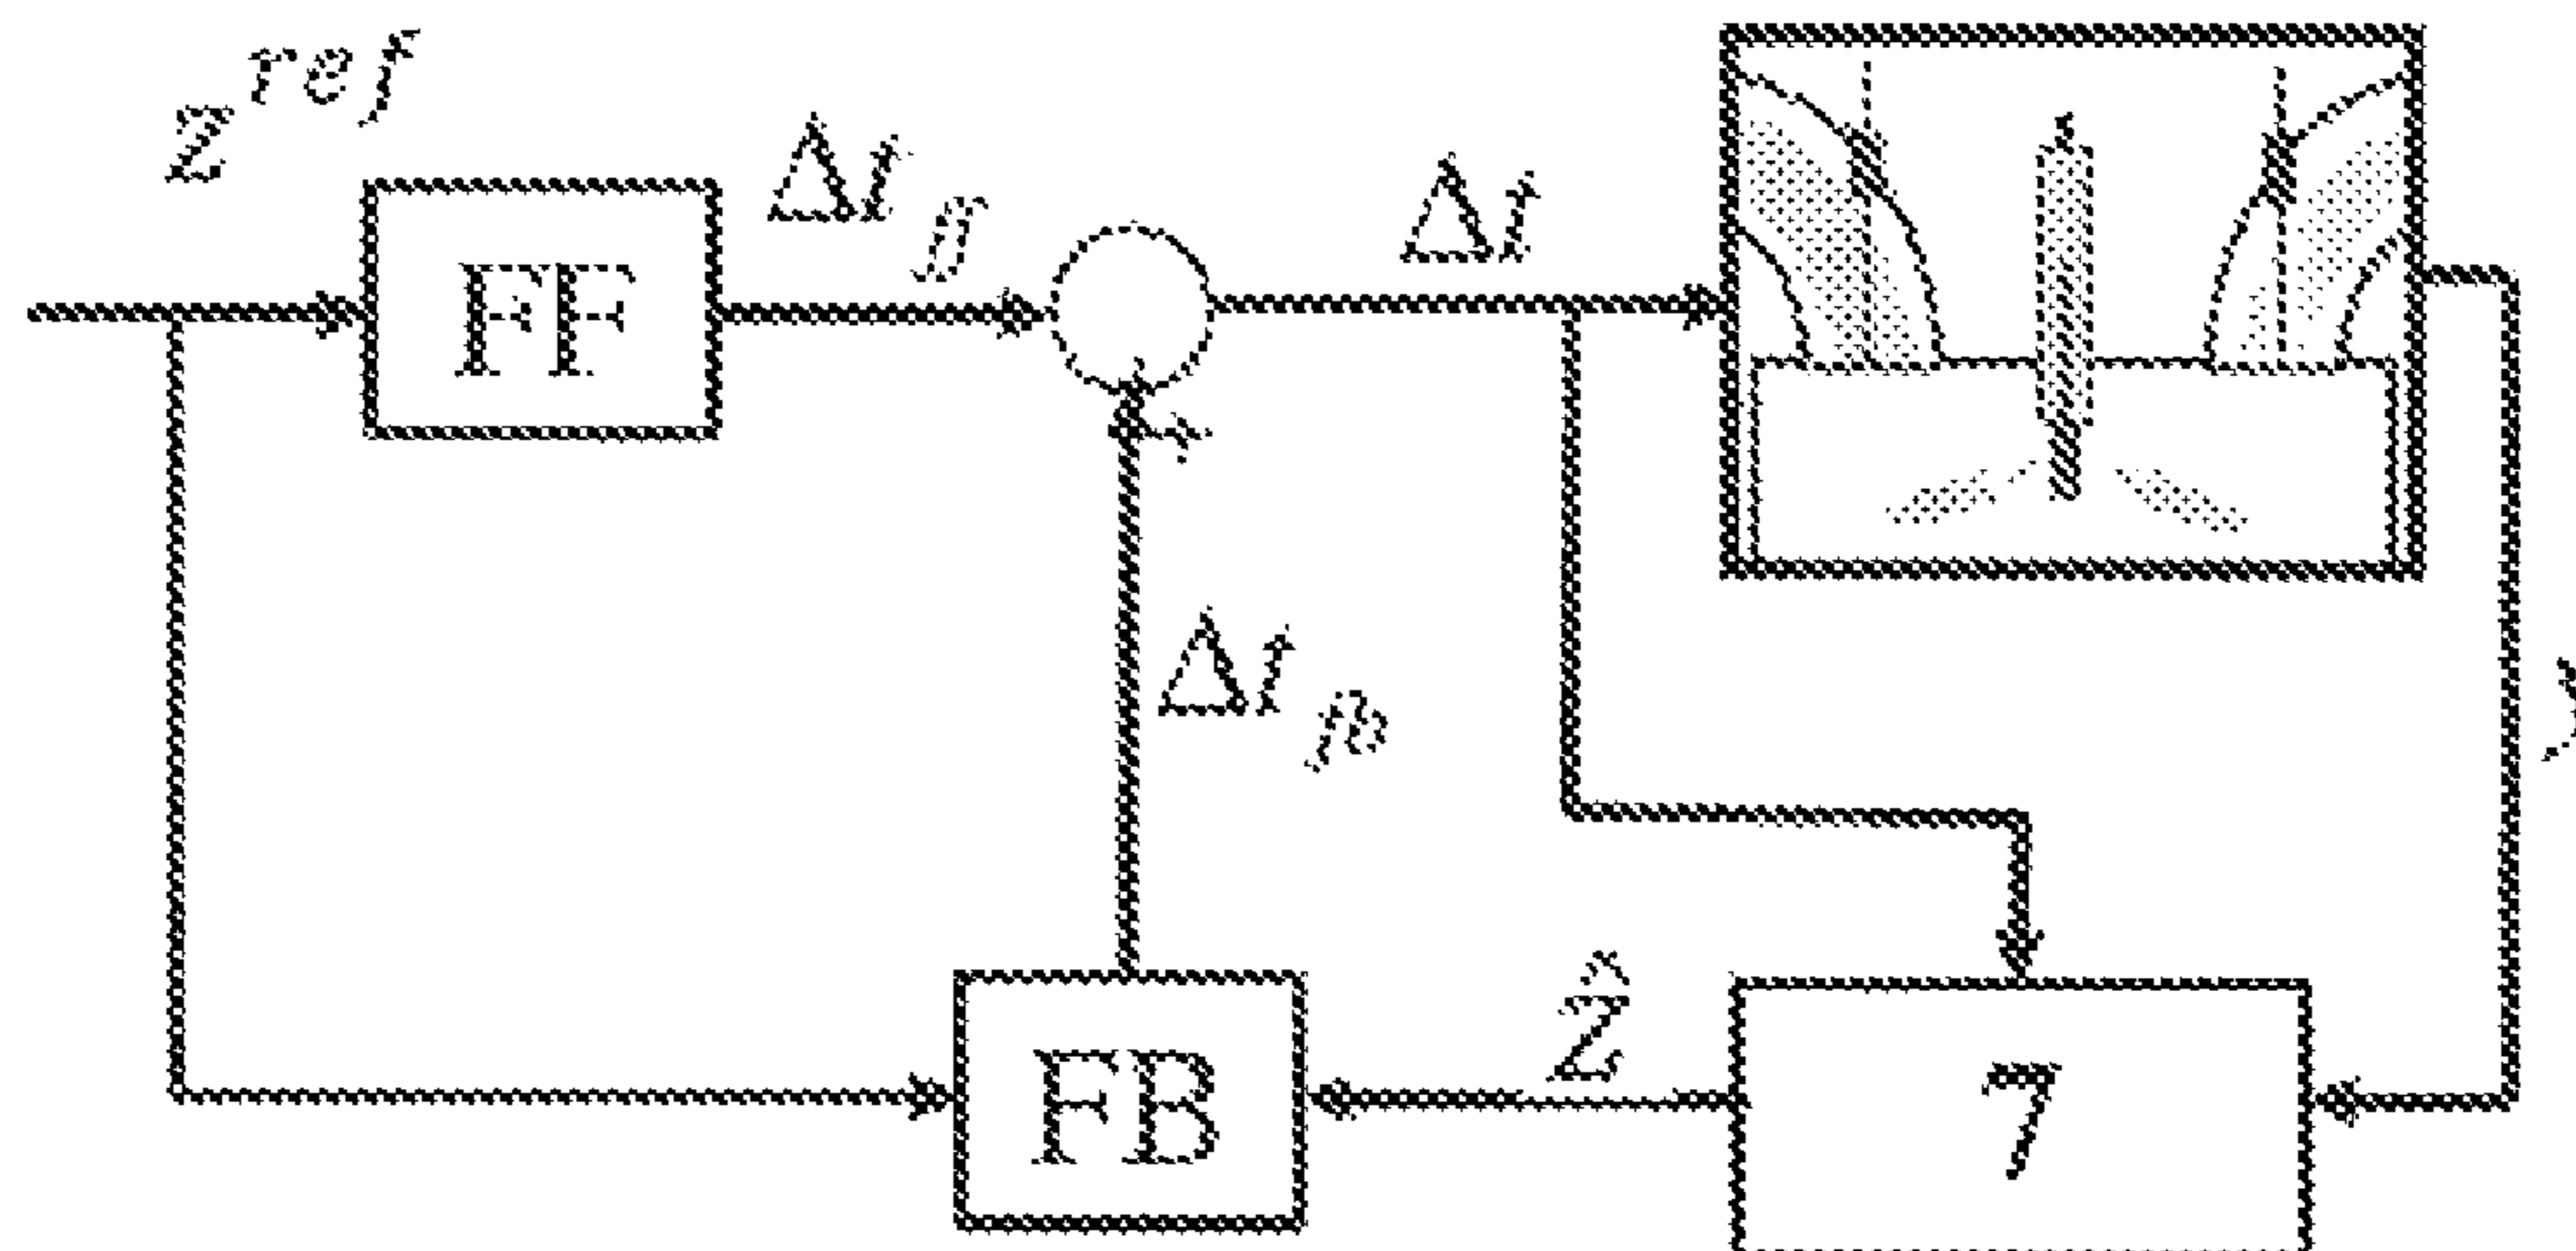 z^ref
Δt_ff
Δt
FF
+
Δt_fb
ẑ
FB
7